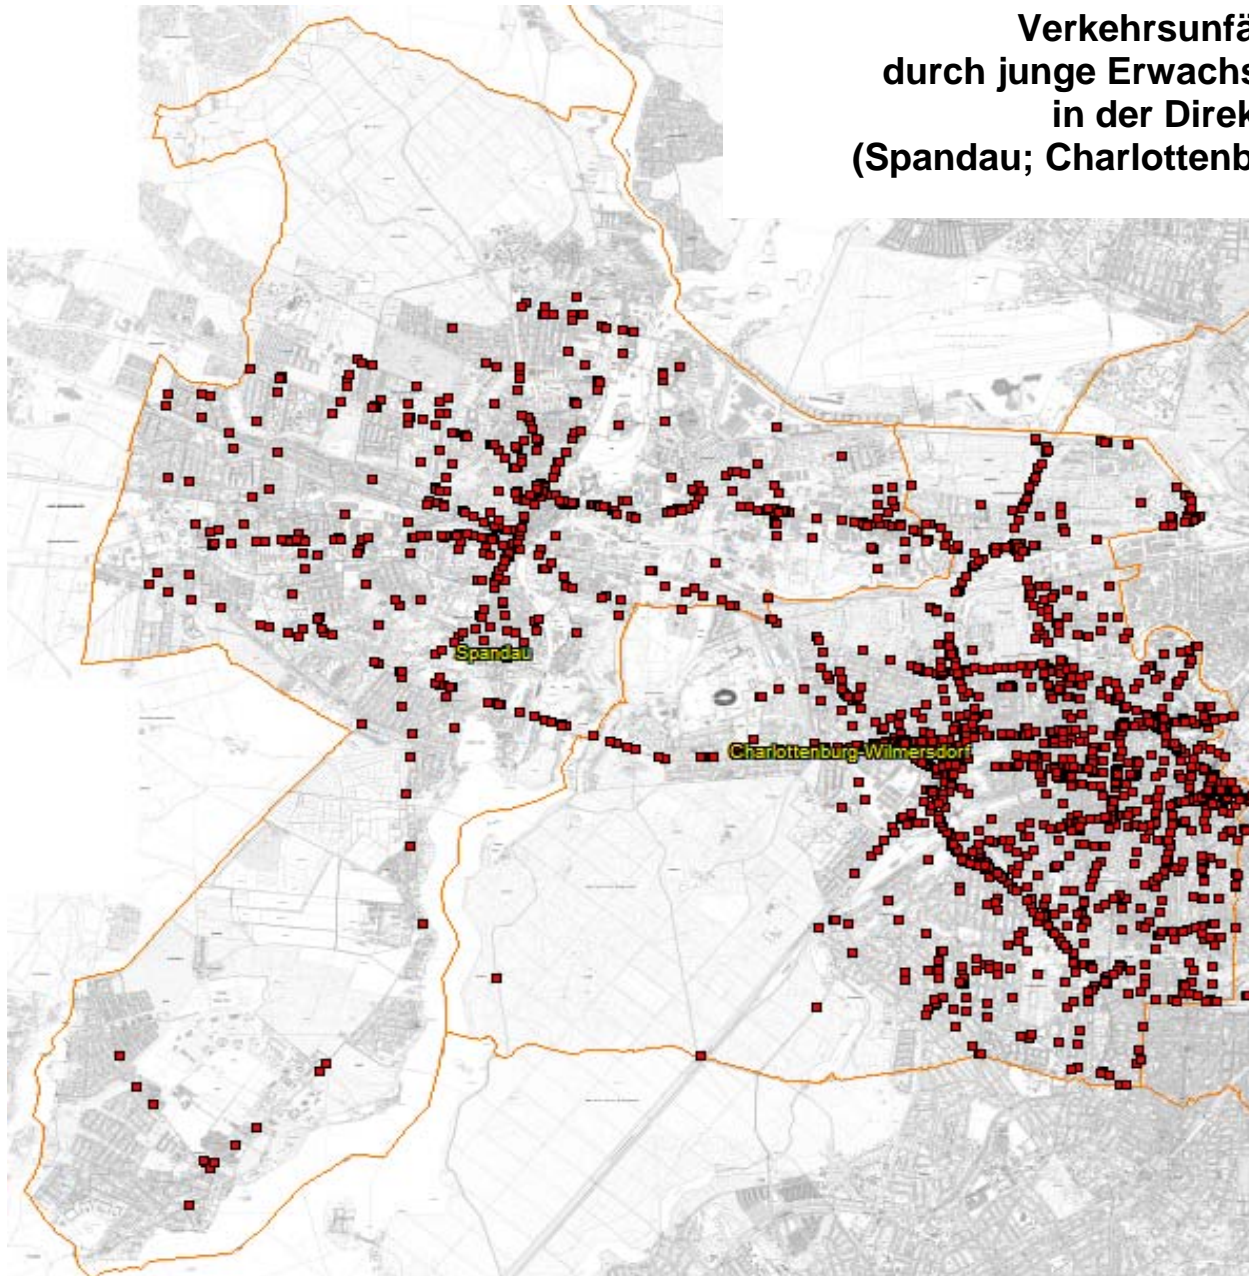 Verkehrsunfä
durch junge Erwachs
in der Direk
(Spandau; Charlottenb
Spandau
Charlottenburg-Wilmersdorf